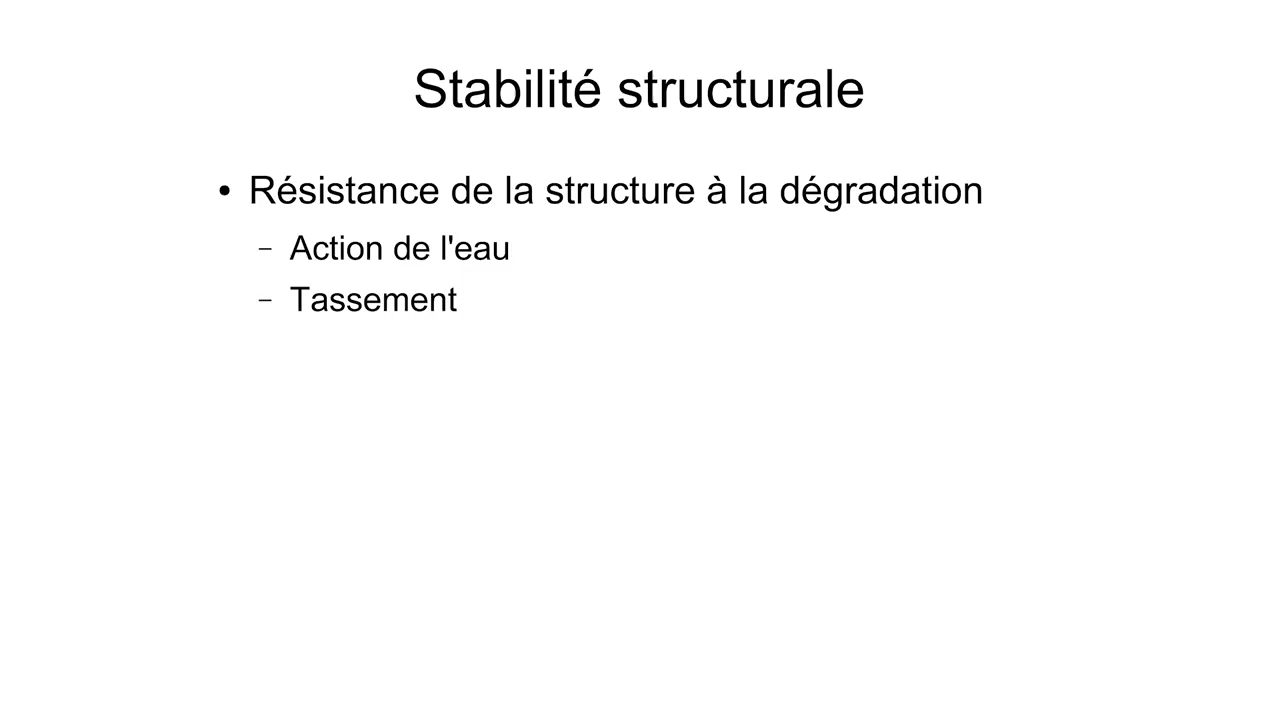 Stabilité structurale
• Résistance de la structure à la dégradation
– Action de l'eau
– Tassement